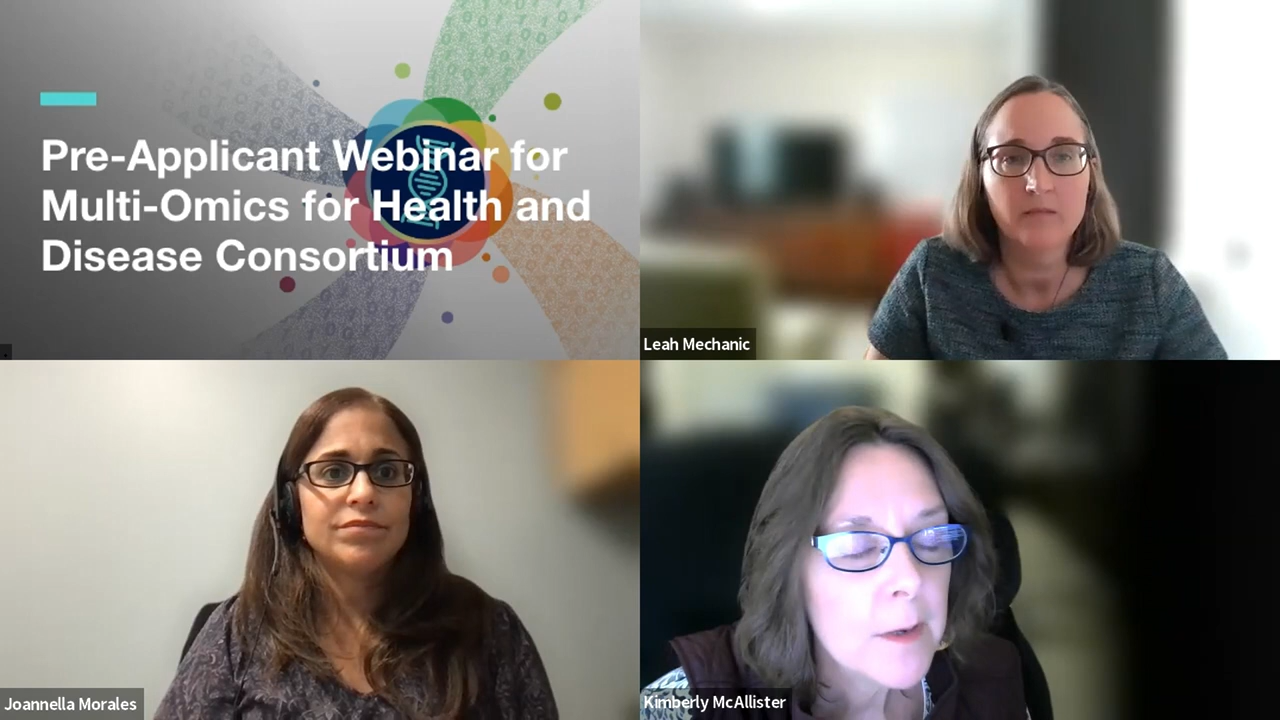 Pre-Applicant Webinar for
Multi-Omics for Health and
Disease Consortium
Leah Mechanic
Joannella Morales
Kimberly McAllister